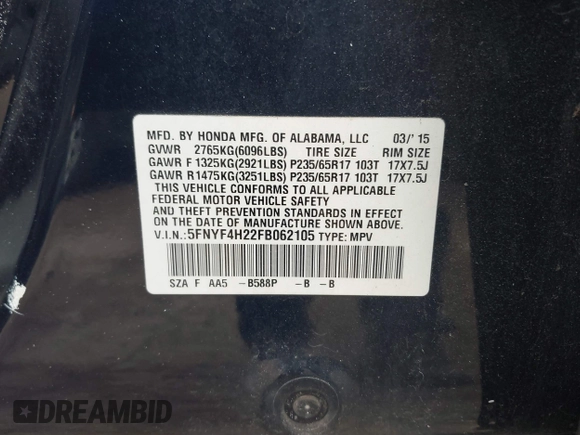 MFD. BY HONDA MFG. OF ALABAMA, LLC 03/'15
GVWR 2765KG(6096LBS) TIRE SIZE RIM SIZE
GAWR F 1325KG(2921LBS) P235/65R17 103T 17X7.5J
GAWR R1475KG(3251LBS) P235/65R17 103T 17X7.5J
THIS VEHICLE CONFORMS TO ALL APPLICABLE
FEDERAL MOTOR VEHICLE SAFETY
AND THEFT PREVENTION STANDARDS IN EFFECT
ON THE DATE OF MANUFACTURE SHOWN ABOVE.
V.I.N.:5FNYF4H22FB062105 TYPE: MPV
SZA F AA5 -B588P -B -B
DREAMBID